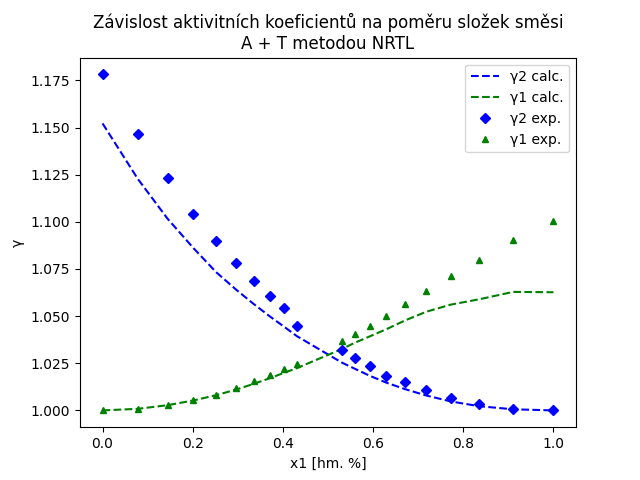 Závislost aktivitních koeficientů na poměru složek směsi
A + T metodou NRTL
γ2 calc.
γ1 calc.
γ2 exp.
γ1 exp.
1.175
1.150
1.125
1.100
1.075
1.050
1.025
1.000
γ
0.0 0.2 0.4 0.6 0.8 1.0
x1 [hm. %]